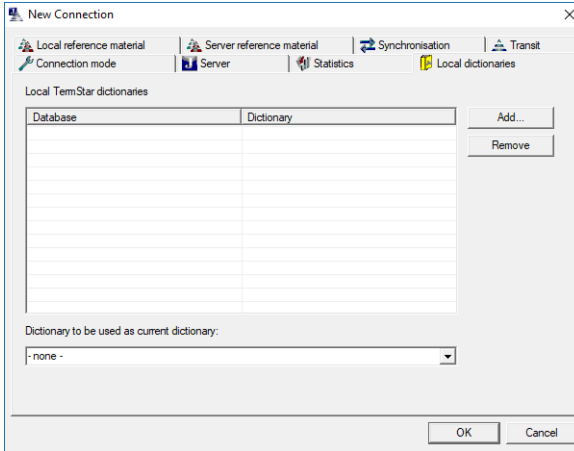 New Connection
Local reference material Server reference material Synchronisation Transit
Connection mode Server Statistics Local dictionaries
Local TermStar dictionaries
Database Dictionary Add...
Remove
Dictionary to be used as current dictionary:
- none -
OK Cancel